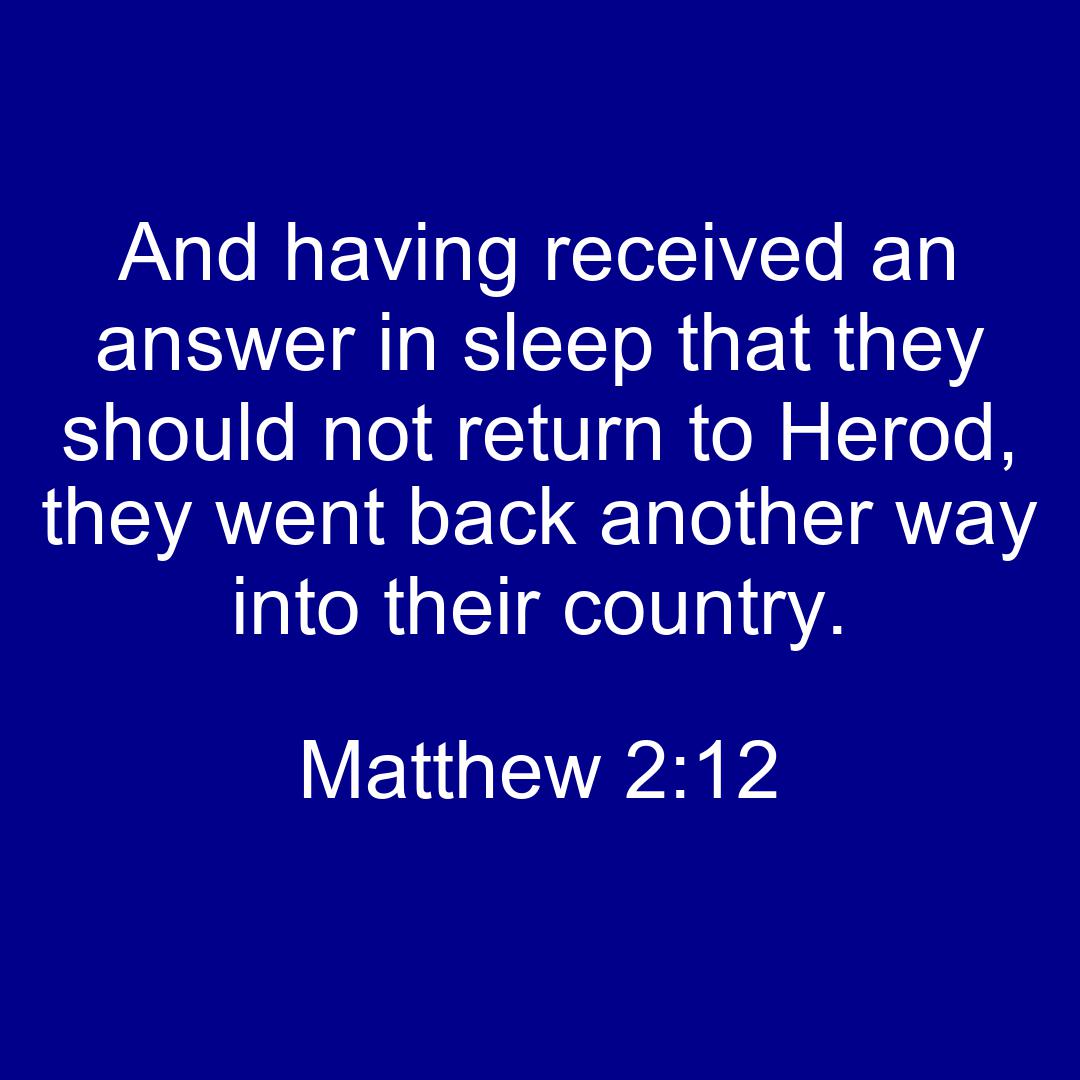 And having received an
answer in sleep that they
should not return to Herod,
they went back another way
into their country.
Matthew 2:12